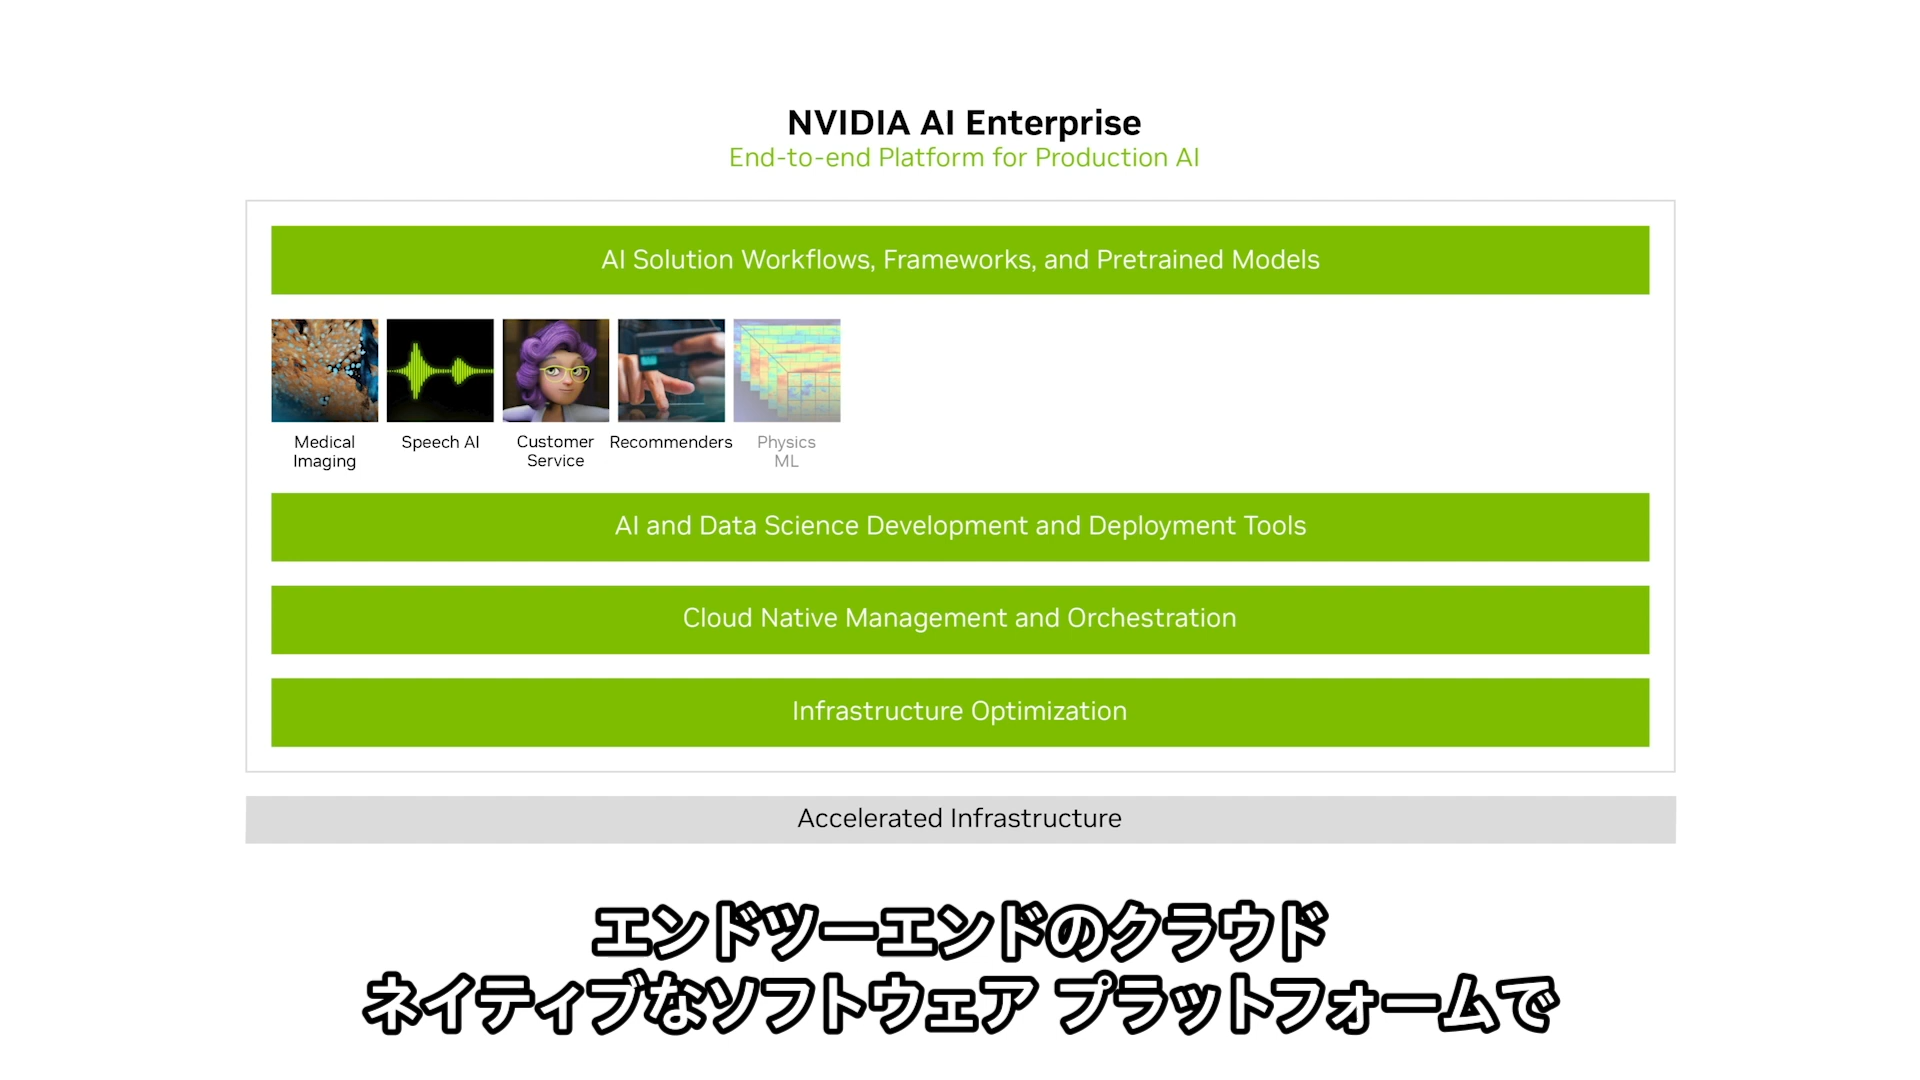 NVIDIA AI Enterprise
End-to-end Platform for Production AI
AI Solution Workflows, Frameworks, and Pretrained Models
Medical
Imaging
Speech AI
Customer
Service
Recommenders
Physics
ML
AI and Data Science Development and Deployment Tools
Cloud Native Management and Orchestration
Infrastructure Optimization
Accelerated Infrastructure
エンドツーエンドのクラウド
ネイティブなソフトウェア プラットフォームで